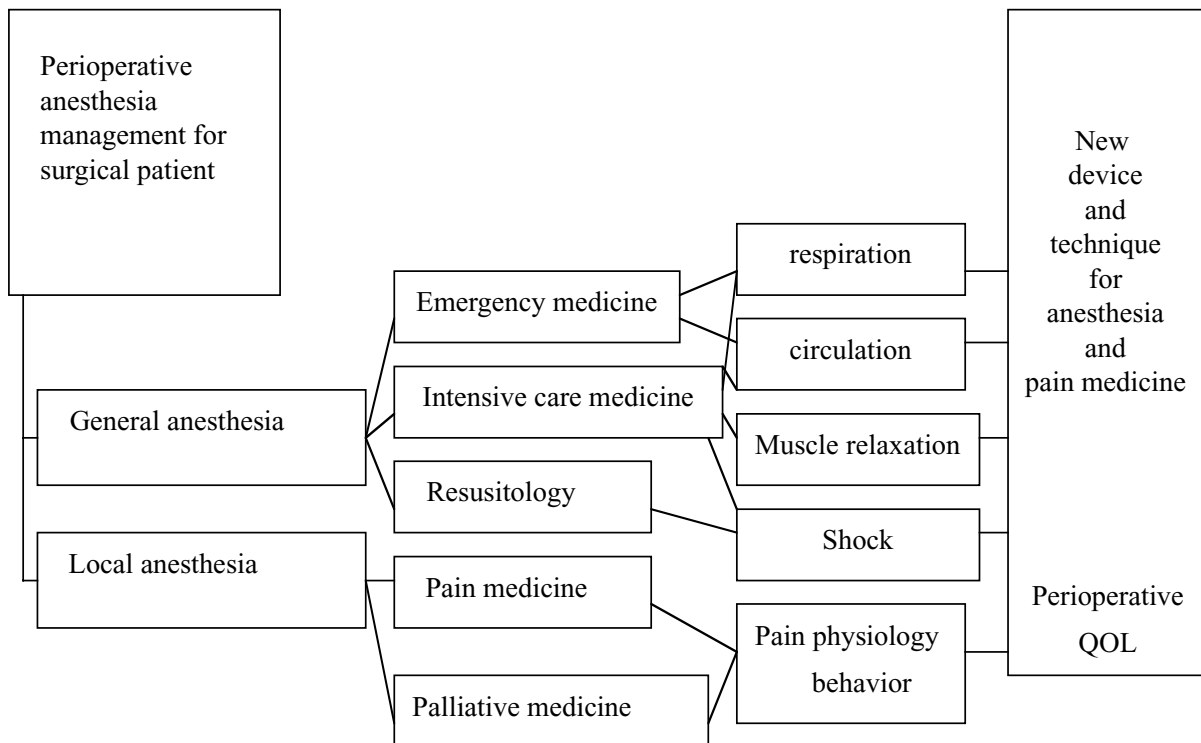 Perioperative
anesthesia
management for
surgical patient
General anesthesia
Local anesthesia
Emergency medicine
Intensive care medicine
Resusitology
Pain medicine
Palliative medicine
respiration
circulation
Muscle relaxation
Shock
Pain physiology
behavior
New
device
and
technique
for
anesthesia
and
pain medicine
Perioperative
QOL